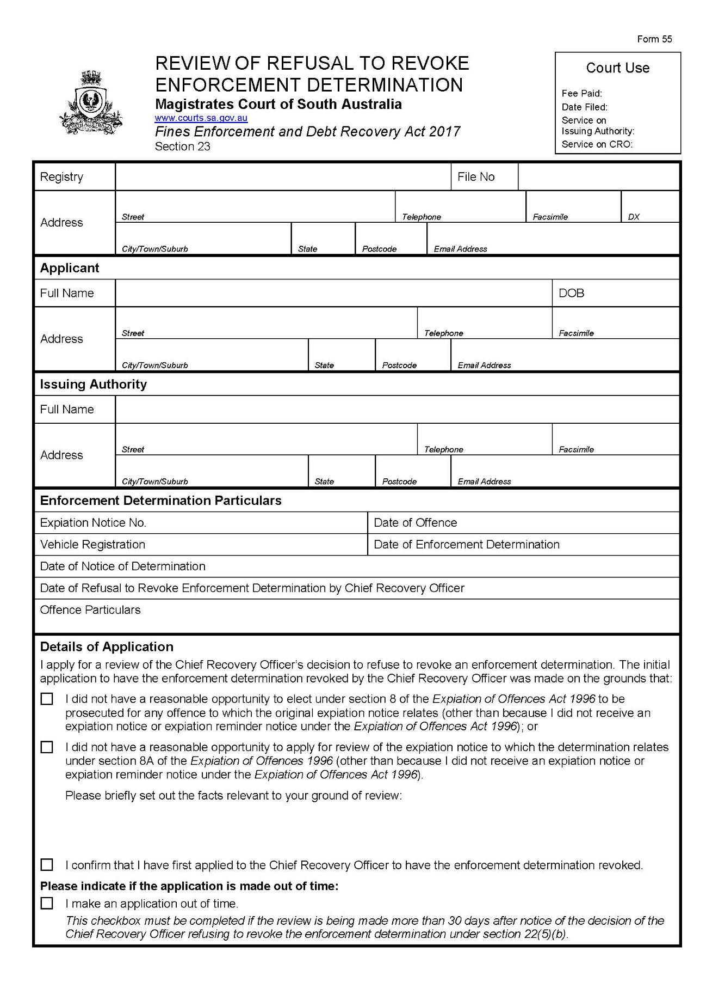 Form 55
REVIEW OF REFUSAL TO REVOKE
ENFORCEMENT DETERMINATION
Magistrates Court of South Australia
www.courts.sa.gov.au
Fines Enforcement and Debt Recovery Act 2017
Section 23
Court Use
Fee Paid:
Date Filed:
Service on
Issuing Authority:
Service on CRO:
SOUTH AUSTRALIA
Registry
File No
Address
Street
Telephone
Facsimile
DX
City/Town/Suburb
State
Postcode
Email Address
Applicant
Full Name
DOB
Address
Street
Telephone
Facsimile
City/Town/Suburb
State
Postcode
Email Address
Issuing Authority
Full Name
Address
Street
Telephone
Facsimile
City/Town/Suburb
State
Postcode
Email Address
Enforcement Determination Particulars
Expiation Notice No.
Date of Offence
Vehicle Registration
Date of Enforcement Determination
Date of Notice of Determination
Date of Refusal to Revoke Enforcement Determination by Chief Recovery Officer
Offence Particulars
Details of Application
I apply for a review of the Chief Recovery Officer's decision to refuse to revoke an enforcement determination. The initial
application to have the enforcement determination revoked by the Chief Recovery Officer was made on the grounds that:
I did not have a reasonable opportunity to elect under section 8 of the Expiation of Offences Act 1996 to be
prosecuted for any offence to which the original expiation notice relates (other than because I did not receive an
expiation notice or expiation reminder notice under the Expiation of Offences Act 1996); or
I did not have a reasonable opportunity to apply for review of the expiation notice to which the determination relates
under section 8A of the Expiation of Offences 1996 (other than because I did not receive an expiation notice or
expiation reminder notice under the Expiation of Offences Act 1996).
Please briefly set out the facts relevant to your ground of review:
I confirm that I have first applied to the Chief Recovery Officer to have the enforcement determination revoked.
Please indicate if the application is made out of time:
I make an application out of time.
This checkbox must be completed if the review is being made more than 30 days after notice of the decision of the
Chief Recovery Officer refusing to revoke the enforcement determination under section 22(5)(b).